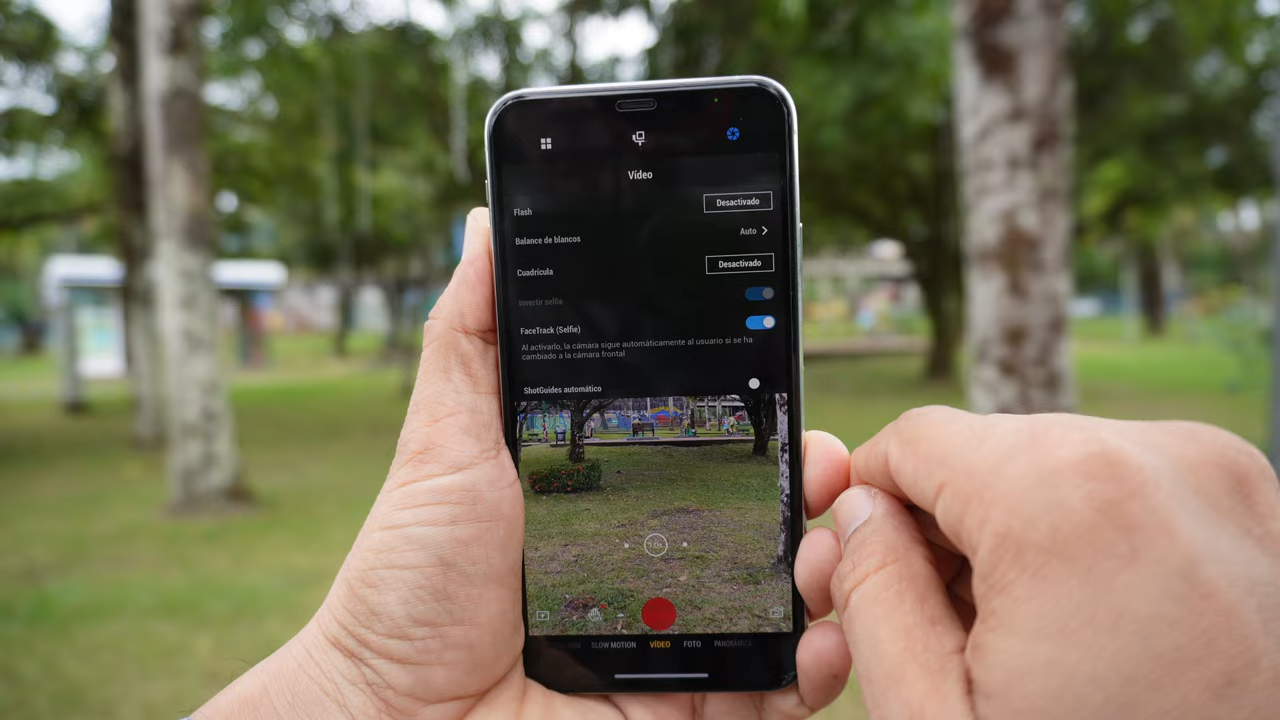 Vídeo
Flash
Desactivado
Balance de blancos
Auto
Cuadrícula
Desactivado
Invertir selfie
FaceTrack (Selfie)
Al activarlo, la cámara sigue automáticamente al usuario si se ha
cambiado a la cámara frontal
ShotGuides automático
SLOW MOTION VÍDEO FOTO PANORÁMICA